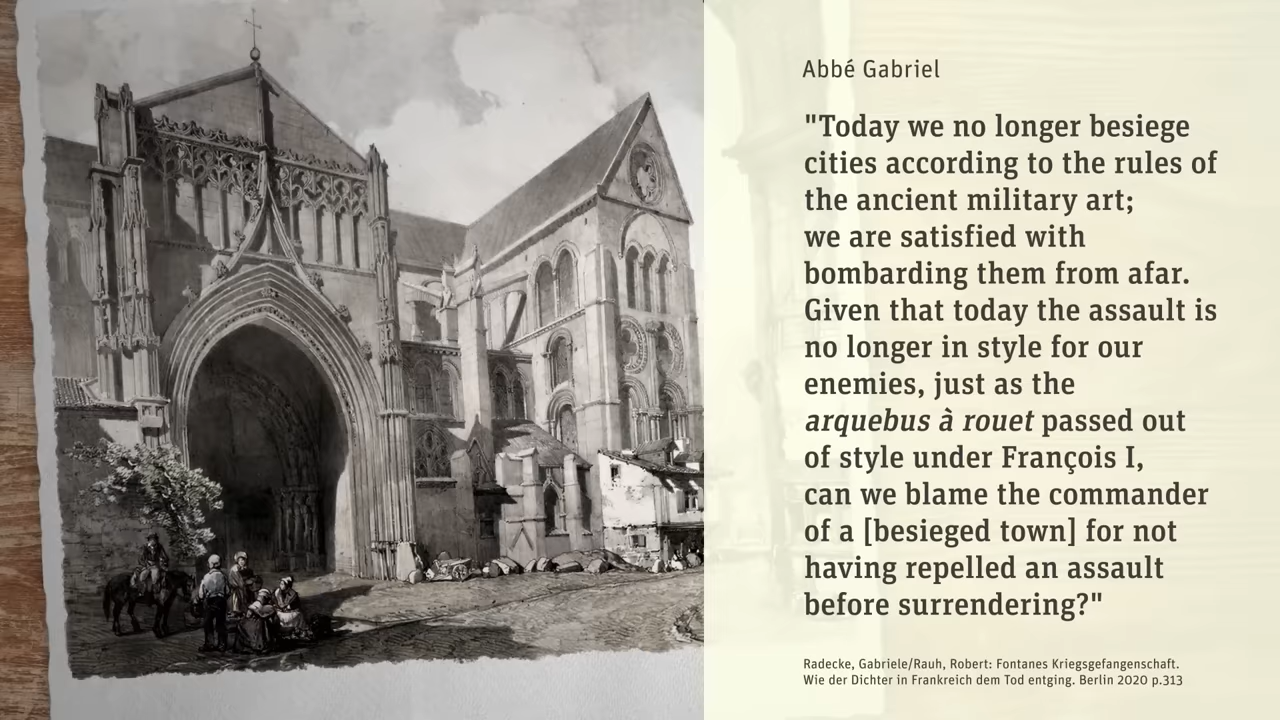 Abbé Gabriel
"Today we no longer besiege
cities according to the rules of
the ancient military art;
we are satisfied with
bombarding them from afar.
Given that today the assault is
no longer in style for our
enemies, just as the
arquebus à rouet passed out
of style under François I,
can we blame the commander
of a [besieged town] for not
having repelled an assault
before surrendering?"
Radecke, Gabriele/Rauh, Robert: Fontanes Kriegsgefangenschaft.
Wie der Dichter in Frankreich dem Tod entging. Berlin 2020 p.313